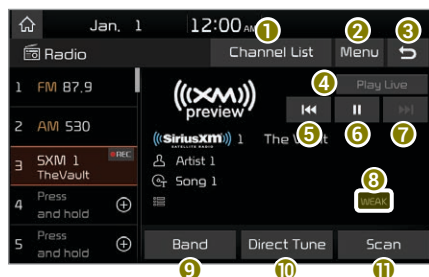 Jan. 1 12:00 AM
1 2 3
Radio Channel List Menu
4 Play Live
1 FM 87.9
((XM)) preview
5 6 7
2 AM 530
((SiriusXM)) 1 The Vault
SATELLITE RADIO
3 SXM 1 REC
TheVault
Artist 1
Song 1
8
WEAK
4 Press and hold
5 Press and hold
Band Direct Tune Scan
9 10 11